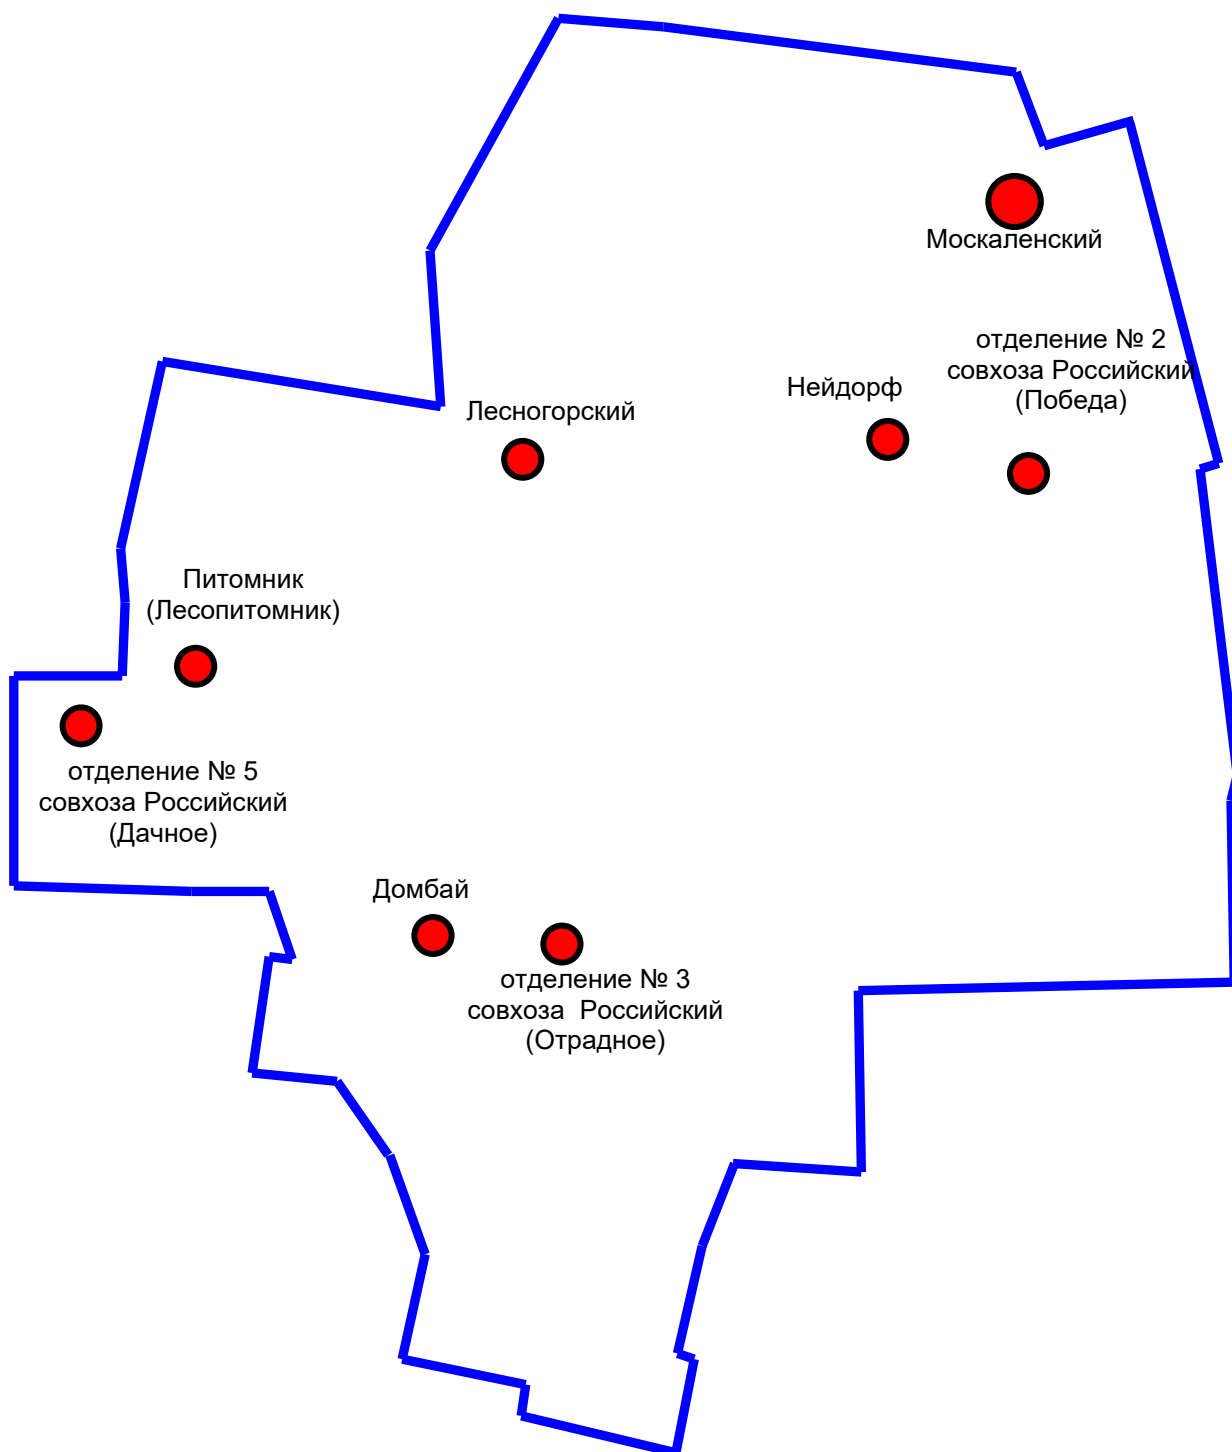 Москаленский
отделение № 2
совхоза Российский
(Победа)
Нейдорф
Лесногорский
Питомник
(Лесопитомник)
отделение № 5
совхоза Российский
(Дачное)
Домбай
отделение № 3
совхоза  Российский
(Отрадное)